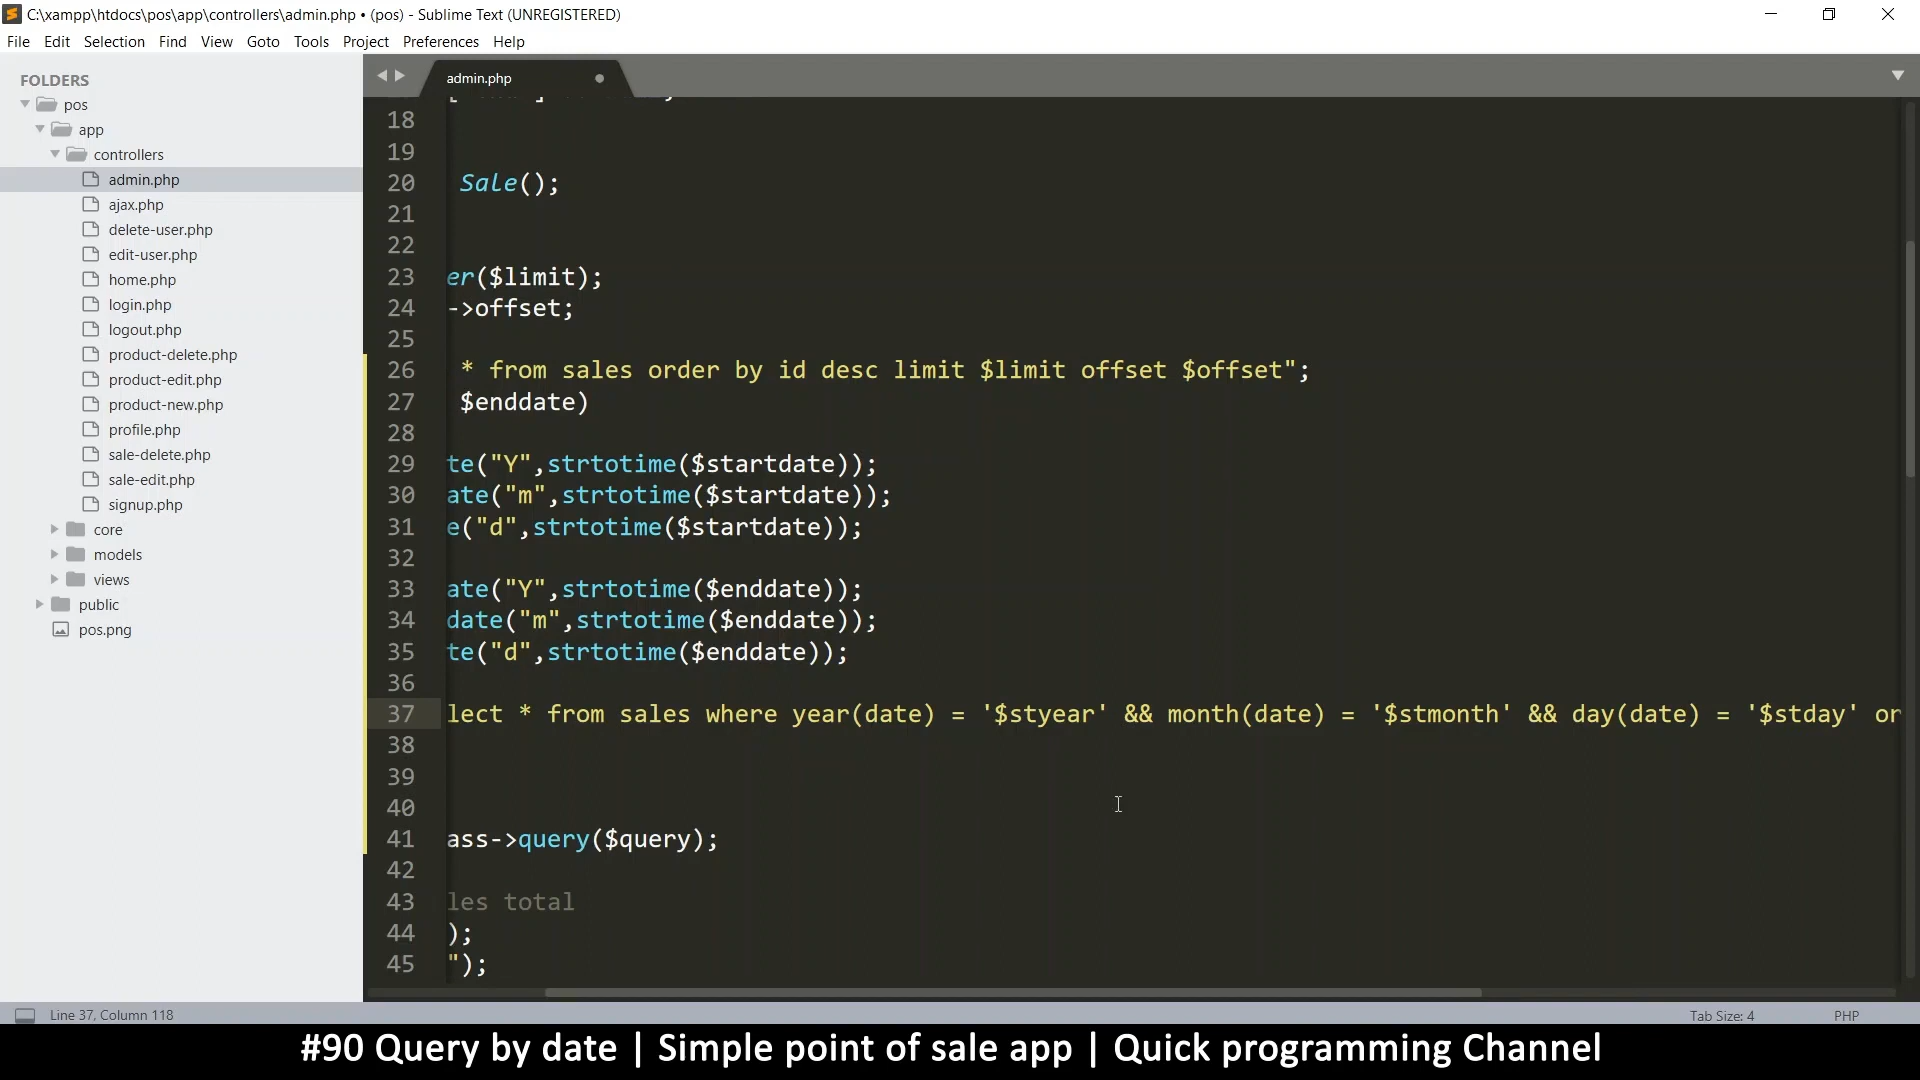 C:\xampp\htdocs\pos\app\controllers\admin.php • (pos) - Sublime Text (UNREGISTERED)
File Edit Selection Find View Goto Tools Project Preferences Help
FOLDERS
pos
app
controllers
admin.php
ajax.php
delete-user.php
edit-user.php
home.php
login.php
logout.php
product-delete.php
product-edit.php
product-new.php
profile.php
sale-delete.php
sale-edit.php
signup.php
core
models
views
public
pos.png
admin.php
18
19
20 Sale();
21
22
23 er($limit);
24 ->offset;
25
26 * from sales order by id desc limit $limit offset $offset";
27 $enddate)
28
29 te("Y",strtotime($startdate));
30 ate("m",strtotime($startdate));
31 e("d",strtotime($startdate));
32
33 ate("Y",strtotime($enddate));
34 date("m",strtotime($enddate));
35 te("d",strtotime($enddate));
36
37 lect * from sales where year(date) = '$styear' && month(date) = '$stmonth' && day(date) = '$stday' or
38
39
40
41 ass->query($query);
42
43 les total
44 );
45 ");
Line 37, Column 118
Tab Size: 4
PHP
#90 Query by date | Simple point of sale app | Quick programming Channel